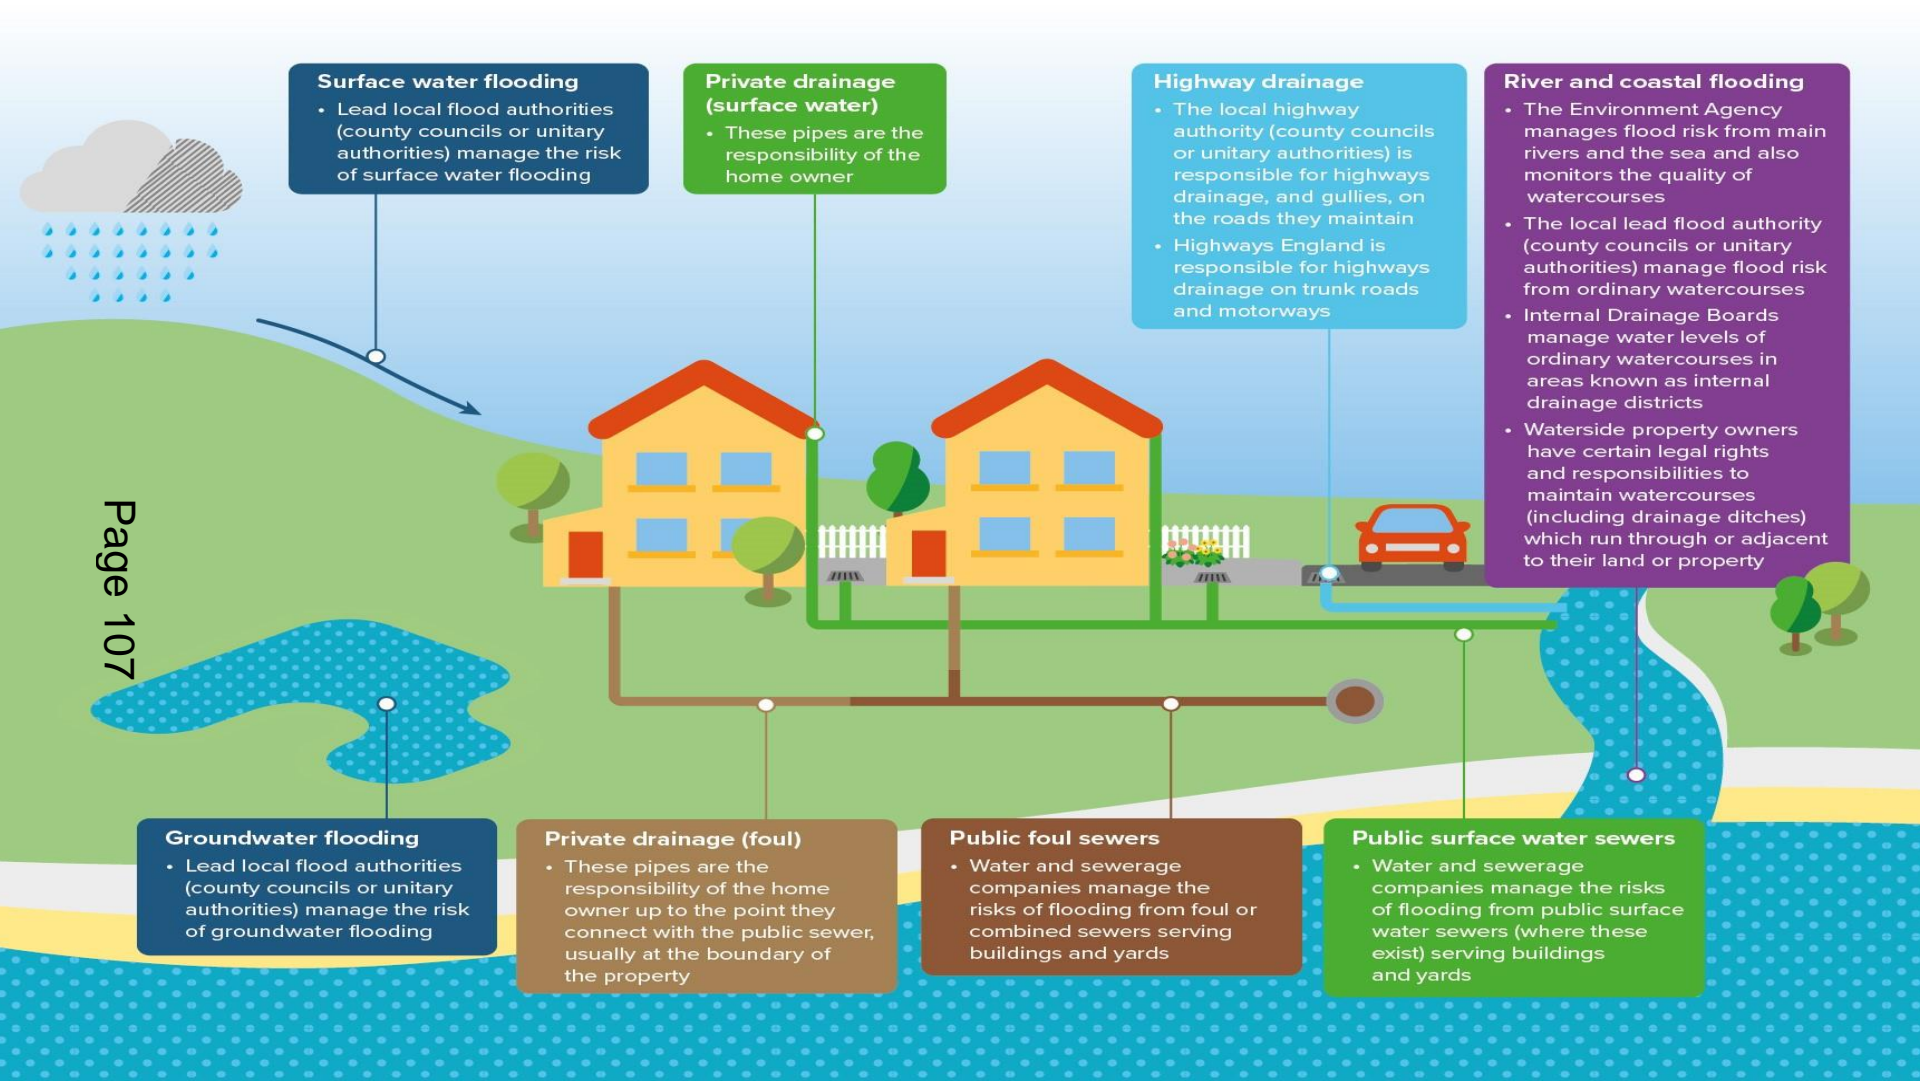 Surface water flooding
• Lead local flood authorities
(county councils or unitary
authorities) manage the risk
of surface water flooding
Private drainage
(surface water)
• These pipes are the
responsibility of the
home owner
Highway drainage
• The local highway
authority (county councils
or unitary authorities) is
responsible for highways
drainage, and gullies, on
the roads they maintain
• Highways England is
responsible for highways
drainage on trunk roads
and motorways
River and coastal flooding
• The Environment Agency
manages flood risk from main
rivers and the sea and also
monitors the quality of
watercourses
• The local lead flood authority
(county councils or unitary
authorities) manage flood risk
from ordinary watercourses
• Internal Drainage Boards
manage water levels of
ordinary watercourses in
areas known as internal
drainage districts
• Waterside property owners
have certain legal rights
and responsibilities to
maintain watercourses
(including drainage ditches)
which run through or adjacent
to their land or property
Page 107
Groundwater flooding
• Lead local flood authorities
(county councils or unitary
authorities) manage the risk
of groundwater flooding
Private drainage (foul)
• These pipes are the
responsibility of the home
owner up to the point they
connect with the public sewer,
usually at the boundary of
the property
Public foul sewers
• Water and sewerage
companies manage the
risks of flooding from foul or
combined sewers serving
buildings and yards
Public surface water sewers
• Water and sewerage
companies manage the risks
of flooding from public surface
water sewers (where these
exist) serving buildings
and yards